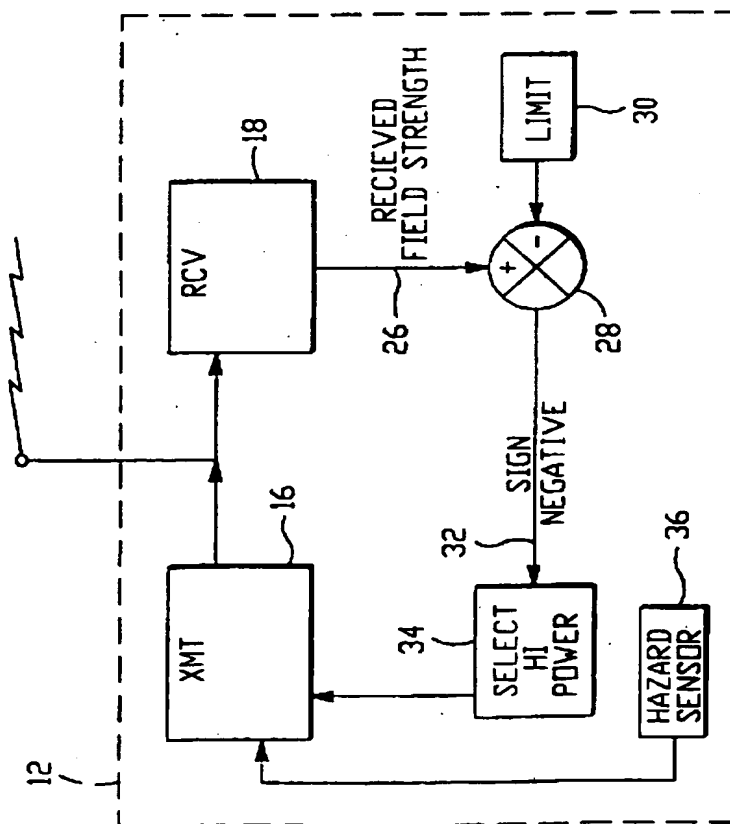 12
XMT
16
RCV
18
RECIEVED
FIELD STRENGTH
26
+
-
28
LIMIT
30
SIGN
NEGATIVE
32
SELECT
HI
POWER
34
HAZARD
SENSOR
36